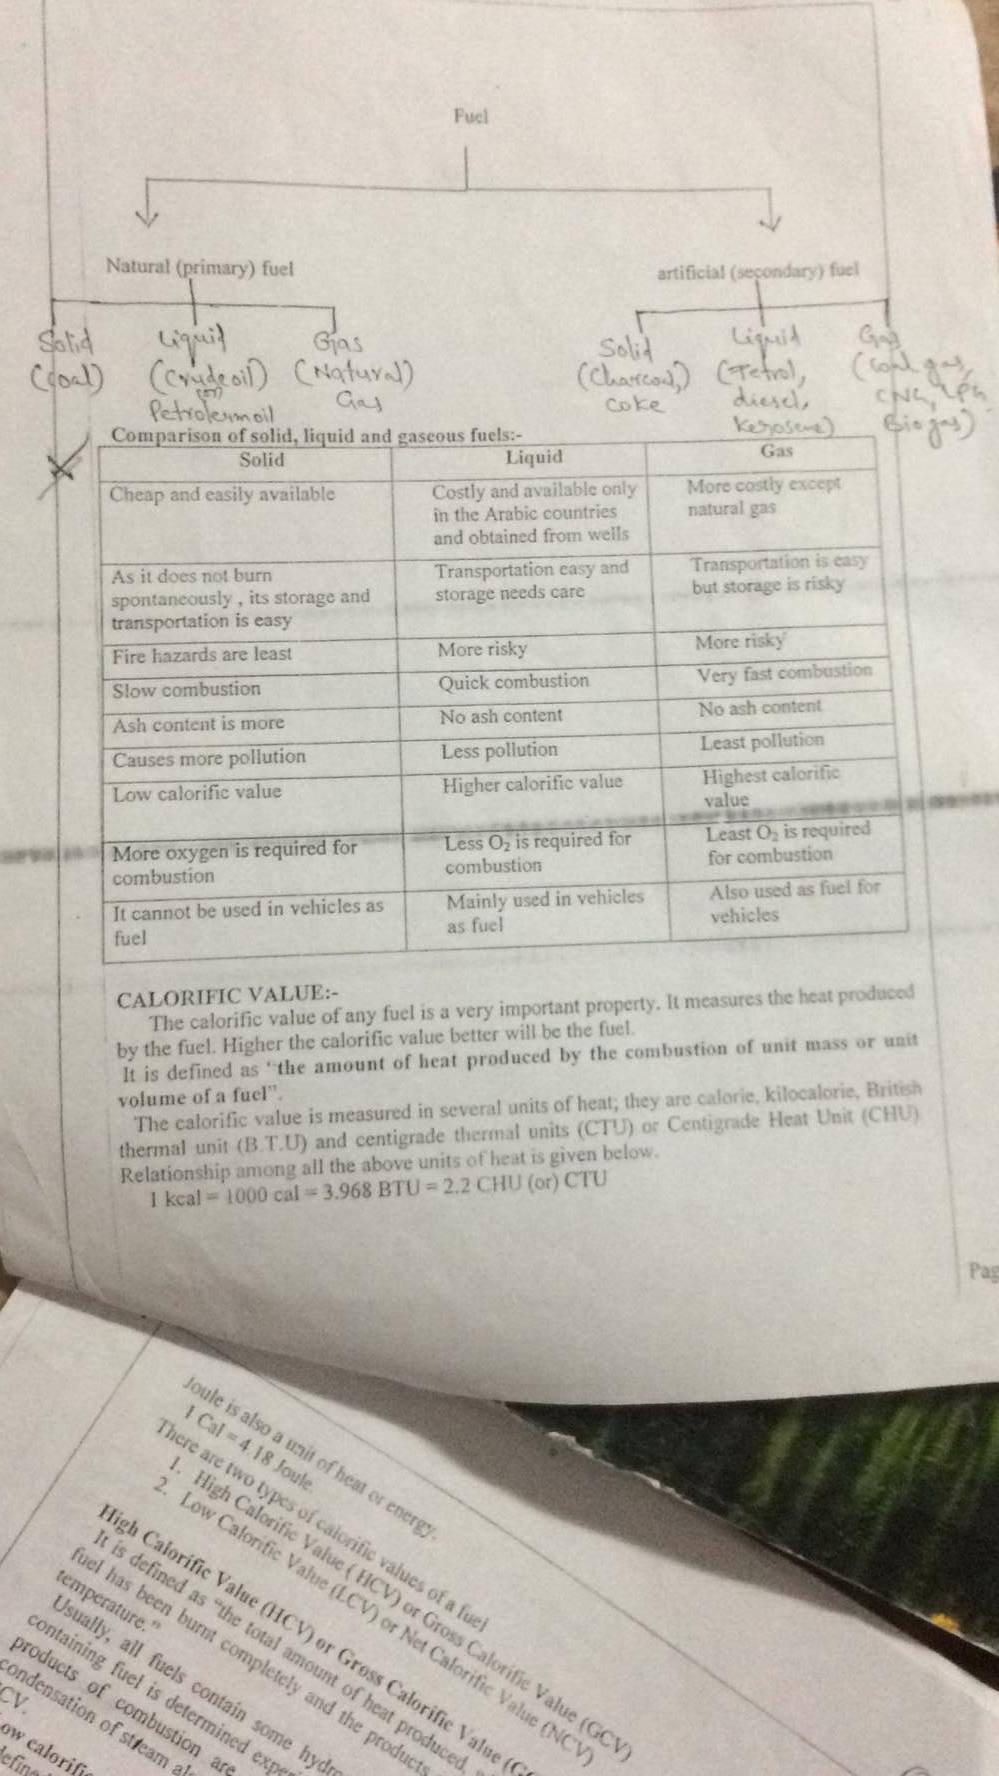 Fuel
Natural (primary) fuel
artificial (secondary) fuel
Solid
(Coal)
Liquid
(Crude oil)
(or)
Petroleum oil
Gas
(Natural)
Gas
Solid
(Charcoal,)
coke
Liquid
(Petrol,
diesel,
kerosene)
Gas
(Coal gas,
CNG, LPG
Bio gas)
Comparison of solid, liquid and gaseous fuels:-
Solid
Liquid
Gas
Cheap and easily available
Costly and available only
in the Arabic countries
and obtained from wells
More costly except
natural gas
As it does not burn
spontaneously , its storage and
transportation is easy
Transportation easy and
storage needs care
Transportation is easy
but storage is risky
Fire hazards are least
More risky
More risky
Slow combustion
Quick combustion
Very fast combustion
Ash content is more
No ash content
No ash content
Causes more pollution
Less pollution
Least pollution
Low calorific value
Higher calorific value
Highest calorific
value
More oxygen is required for
combustion
Less O₂ is required for
combustion
Least O₂ is required
for combustion
It cannot be used in vehicles as
fuel
Mainly used in vehicles
as fuel
Also used as fuel for
vehicles
CALORIFIC VALUE:-
The calorific value of any fuel is a very important property. It measures the heat produced
by the fuel. Higher the calorific value better will be the fuel.
It is defined as "the amount of heat produced by the combustion of unit mass or unit
volume of a fuel".
The calorific value is measured in several units of heat; they are calorie, kilocalorie, British
thermal unit (B.T.U) and centigrade thermal units (CTU) or Centigrade Heat Unit (CHU)
Relationship among all the above units of heat is given below.
1 kcal = 1000 cal = 3.968 BTU = 2.2 CHU (or) CTU
Pag
Joule is also a unit of heat or energy.
1 Cal = 4.18 Joule.
There are two types of calorific values of a fuel
1. High Calorific Value ( HCV) or Gross Calorific Value (GCV)
2. Low Calorific Value (LCV) or Net Calorific Value (NCV)
High Calorific Value (HCV) or Gross Calorific Value (G
It is defined as "the total amount of heat produced,
fuel has been burnt completely and the products
temperature."
Usually, all fuels contain some hydro
containing fuel is determined exper
products of combustion are
condensation of steam als
CV.
ow calorific
define